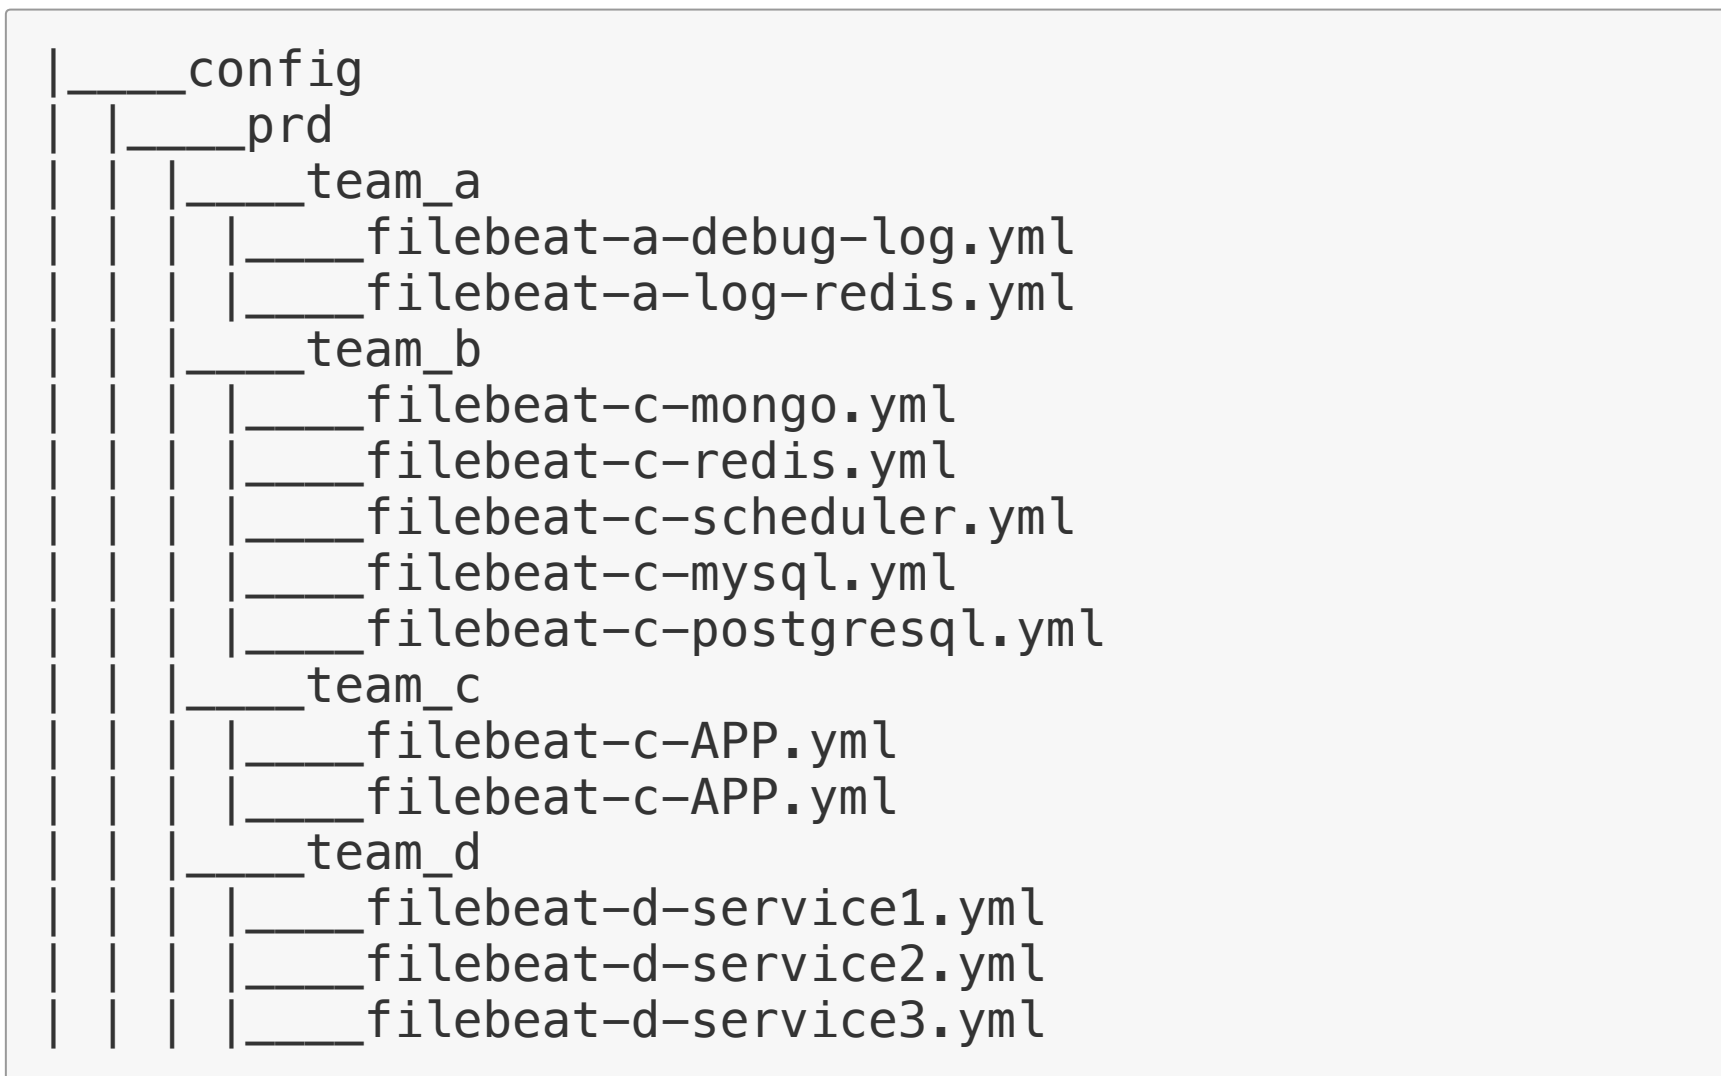 |____config
| |____prd
| | |____team_a
| | | |____filebeat-a-debug-log.yml
| | | |____filebeat-a-log-redis.yml
| | |____team_b
| | | |____filebeat-c-mongo.yml
| | | |____filebeat-c-redis.yml
| | | |____filebeat-c-scheduler.yml
| | | |____filebeat-c-mysql.yml
| | | |____filebeat-c-postgresql.yml
| | |____team_c
| | | |____filebeat-c-APP.yml
| | | |____filebeat-c-APP.yml
| | |____team_d
| | | |____filebeat-d-service1.yml
| | | |____filebeat-d-service2.yml
| | | |____filebeat-d-service3.yml